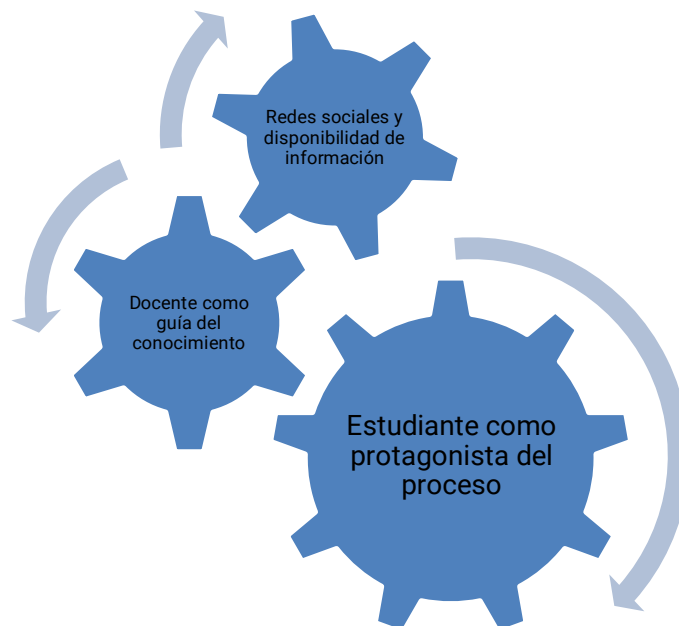 Redes sociales y
disponibilidad de
información
Docente como
guía del
conocimiento
Estudiante como
protagonista del
proceso